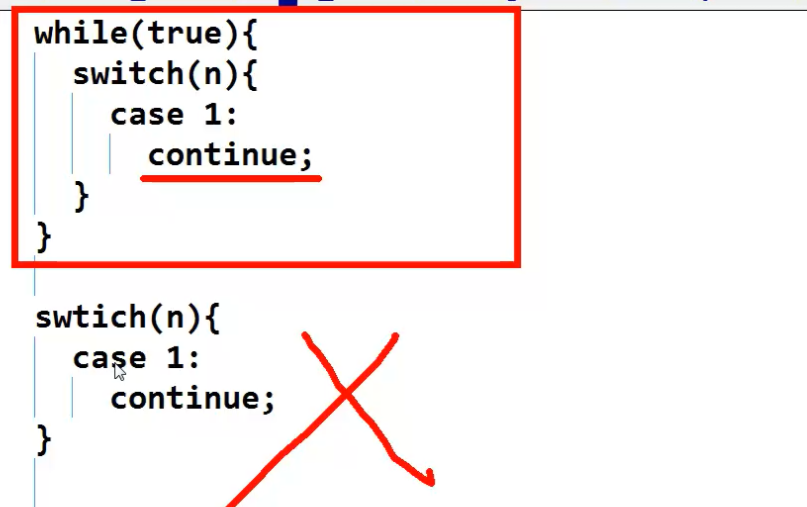 while(true){
switch(n){
case 1:
continue;
}
}
swtich(n){
case 1:
continue;
}